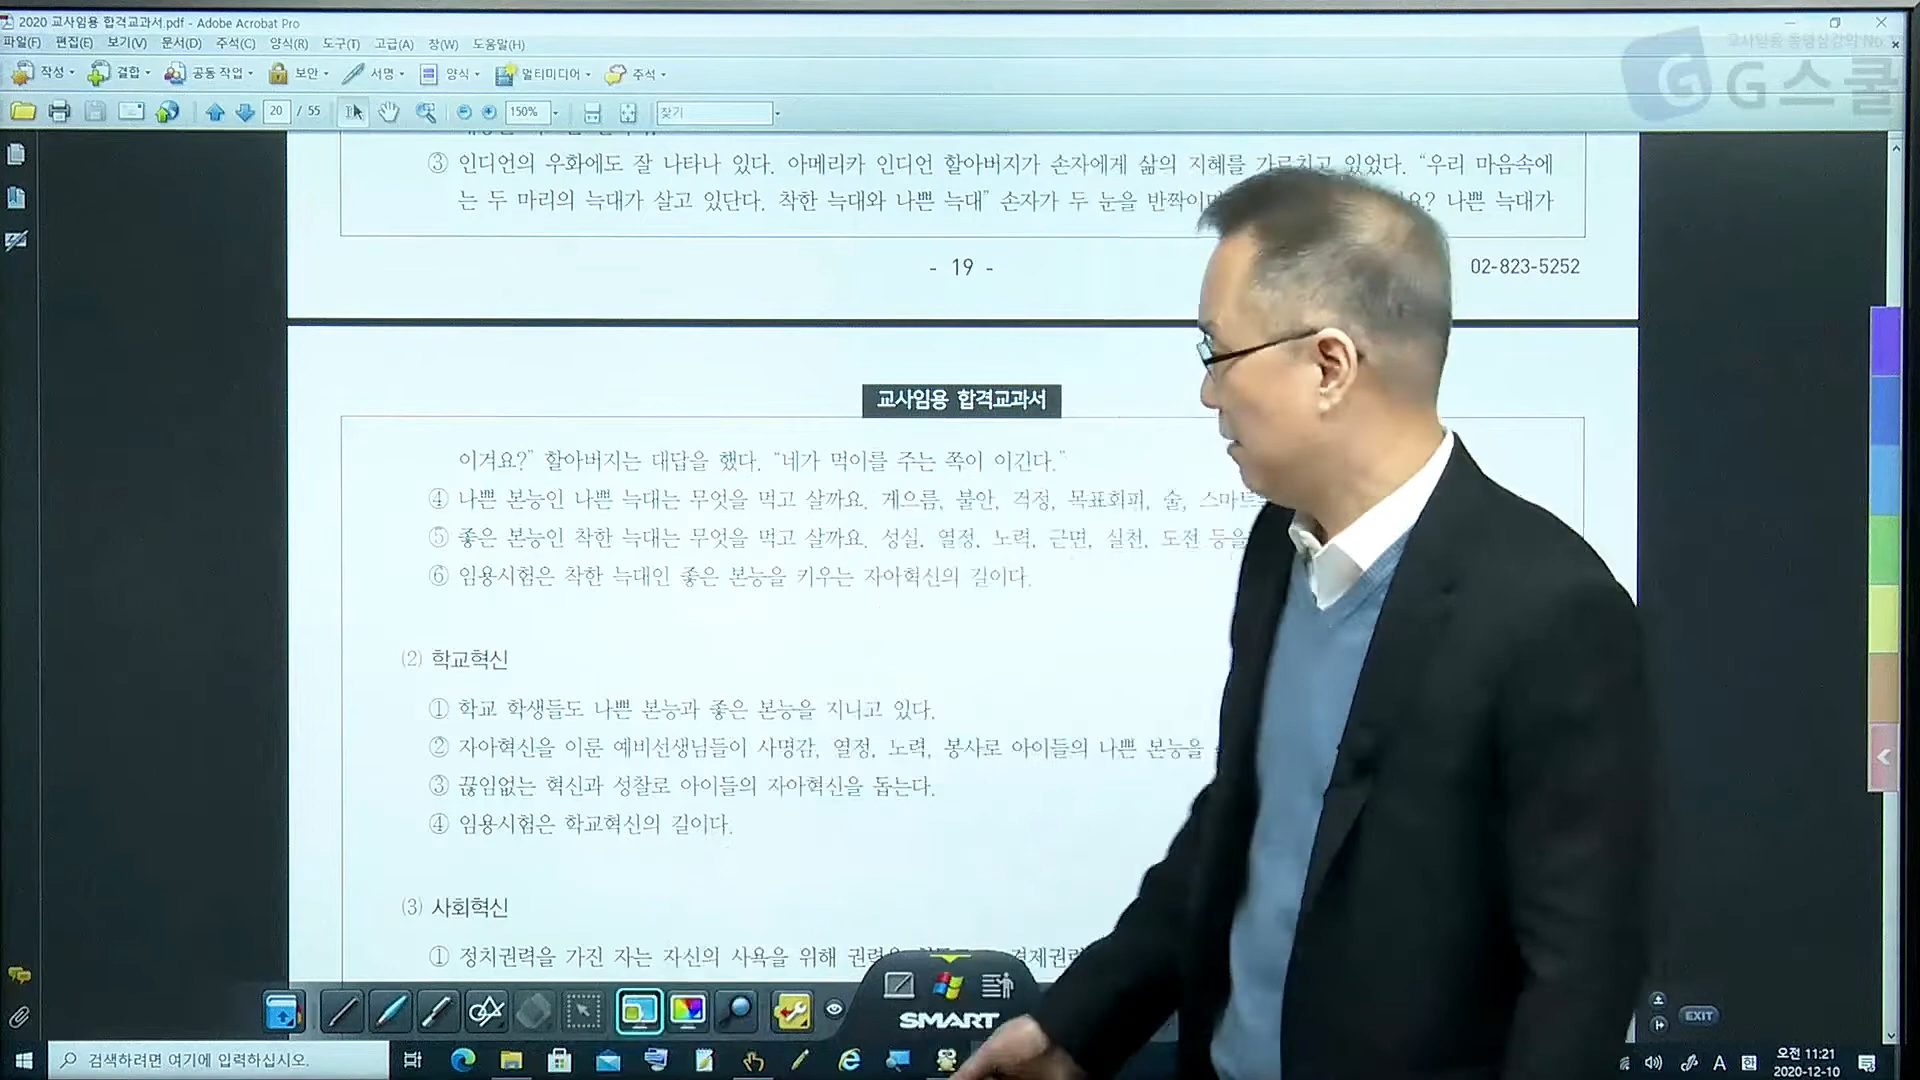 2020 교사임용 합격교과서.pdf - Adobe Acrobat Pro
파일(F) 편집(E) 보기(V) 문서(D) 주석(C) 양식(R) 도구(T) 고급(A) 창(W) 도움말(H)
교사임용 동영상강의 No.
G스쿨
작성 결합 공동 작업 보안 서명 양식 멀티미디어 주석
20 / 55 150% 찾기
③ 인디언의 우화에도 잘 나타나 있다. 아메리카 인디언 할아버지가 손자에게 삶의 지혜를 가르치고 있었다. “우리 마음속에
는 두 마리의 늑대가 살고 있단다. 착한 늑대와 나쁜 늑대” 손자가 두 눈을 반짝이며 나쁜 늑대가
- 19 -
02-823-5252
교사임용 합격교과서
이겨요?” 할아버지는 대답을 했다. “네가 먹이를 주는 쪽이 이긴다.”
④ 나쁜 본능인 나쁜 늑대는 무엇을 먹고 살까요. 게으름, 불안, 걱정, 목표회피, 술,
⑤ 좋은 본능인 착한 늑대는 무엇을 먹고 살까요. 성실, 열정, 노력, 근면, 실천, 도전 등을
⑥ 임용시험은 착한 늑대인 좋은 본능을 키우는 자아혁신의 길이다.
(2) 학교혁신
① 학교 학생들도 나쁜 본능과 좋은 본능을 지니고 있다.
② 자아혁신을 이룬 예비선생님들이 사명감, 열정, 노력, 봉사로 아이들의 나쁜 본능을
③ 끊임없는 혁신과 성찰로 아이들의 자아혁신을 돕는다.
④ 임용시험은 학교혁신의 길이다.
(3) 사회혁신
① 정치권력을 가진 자는 자신의 사욕을 위해
SMART
EXIT
검색하려면 여기에 입력하십시오.
A 한 오전 11:21
2020-12-10